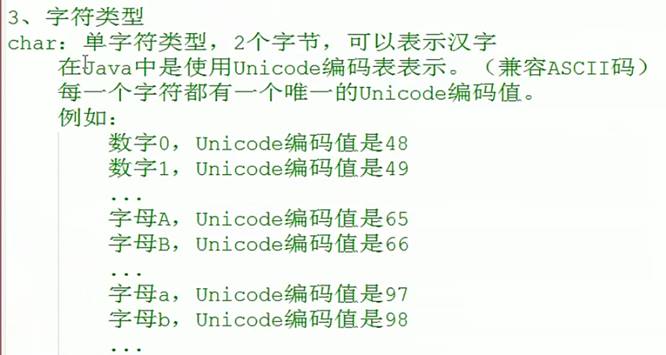 3、字符类型
char：单字符类型，2个字节，可以表示汉字
在Java中是使用Unicode编码表表示。（兼容ASCII码）
每一个字符都有一个唯一的Unicode编码值。
例如：
数字0，Unicode编码值是48
数字1，Unicode编码值是49
...
字母A，Unicode编码值是65
字母B，Unicode编码值是66
...
字母a，Unicode编码值是97
字母b，Unicode编码值是98
...